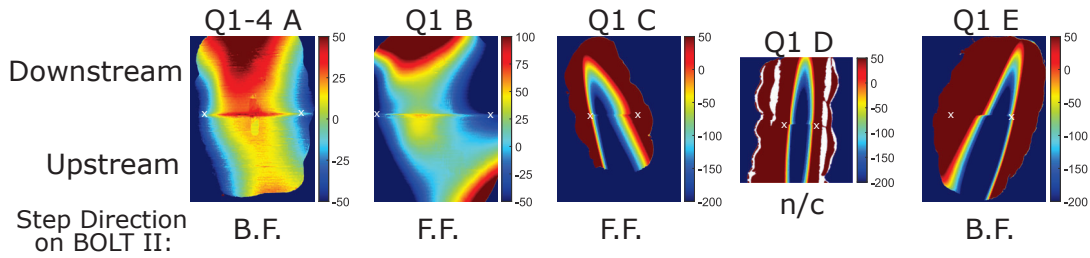 Q1-4 A
Q1 B
Q1 C
Q1 D
Q1 E
Downstream
Upstream
50
25
0
-25
-50
100
75
50
25
0
-25
-50
50
0
-50
-100
-150
-200
50
0
-50
-100
-150
-200
50
0
-50
-100
-150
-200
x x
x x
x x
x x
x x
Step Direction
on BOLT II:
B.F.
F.F.
F.F.
n/c
B.F.